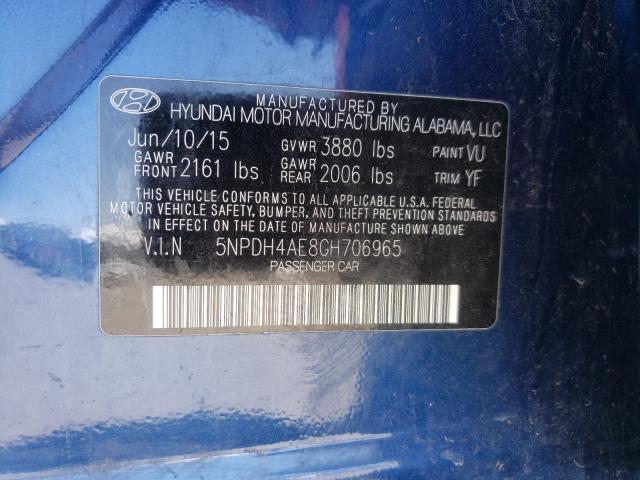 MANUFACTURED BY
HYUNDAI MOTOR MANUFACTURING ALABAMA, LLC
Jun/10/15 GVWR 3880 lbs PAINT VU
GAWR FRONT 2161 lbs GAWR REAR 2006 lbs TRIM YF
THIS VEHICLE CONFORMS TO ALL APPLICABLE U.S.A. FEDERAL
MOTOR VEHICLE SAFETY, BUMPER, AND THEFT PREVENTION STANDARDS
IN EFFECT ON THE DATE OF MANUFACTURE SHOWN ABOVE
V.I.N 5NPDH4AE8GH706965
PASSENGER CAR